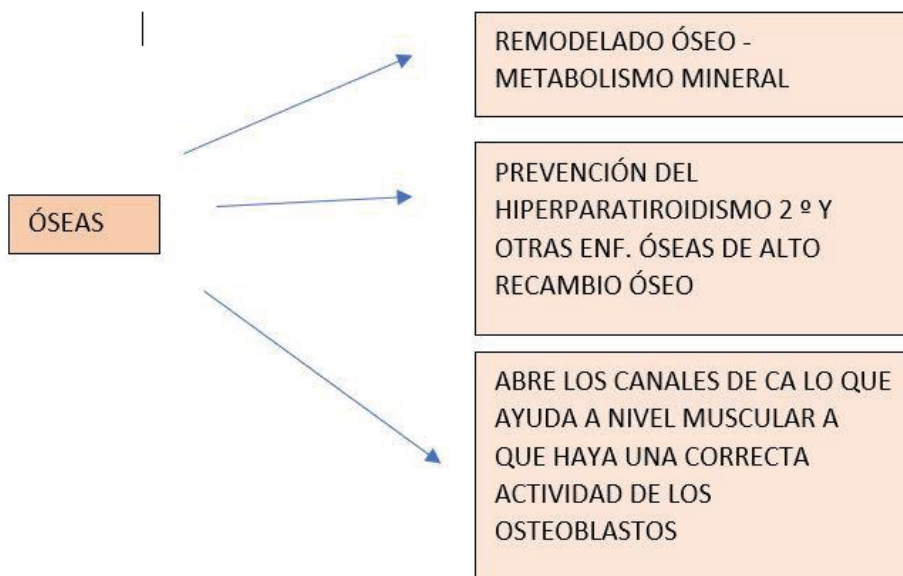 ÓSEAS
REMODELADO ÓSEO -
METABOLISMO MINERAL
PREVENCIÓN DEL
HIPERPARATIROIDISMO 2 º Y
OTRAS ENF. ÓSEAS DE ALTO
RECAMBIO ÓSEO
ABRE LOS CANALES DE CA LO QUE
AYUDA A NIVEL MUSCULAR A
QUE HAYA UNA CORRECTA
ACTIVIDAD DE LOS
OSTEOBLASTOS